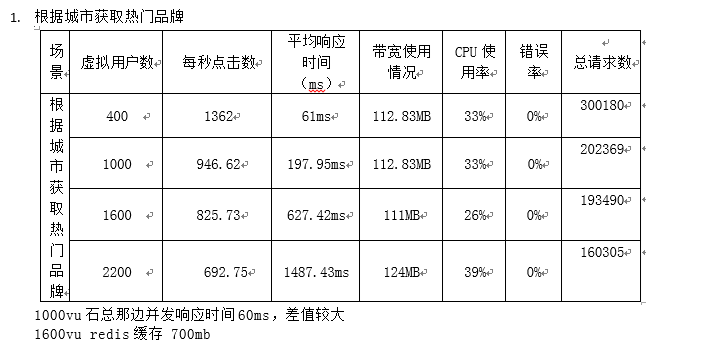 1. 根据城市获取热门品牌
场景 虚拟用户数 每秒点击数 平均响应时间（ms） 带宽使用情况 CPU 使用率 错误率 总请求数
根据城市获取热门品牌
400 1362 61ms 112.83MB 33% 0% 300180
1000 946.62 197.95ms 112.83MB 33% 0% 202369
1600 825.73 627.42ms 111MB 26% 0% 193490
2200 692.75 1487.43ms 124MB 39% 0% 160305
1000vu 石总那边并发响应时间 60ms，差值较大
1600vu redis 缓存 700mb